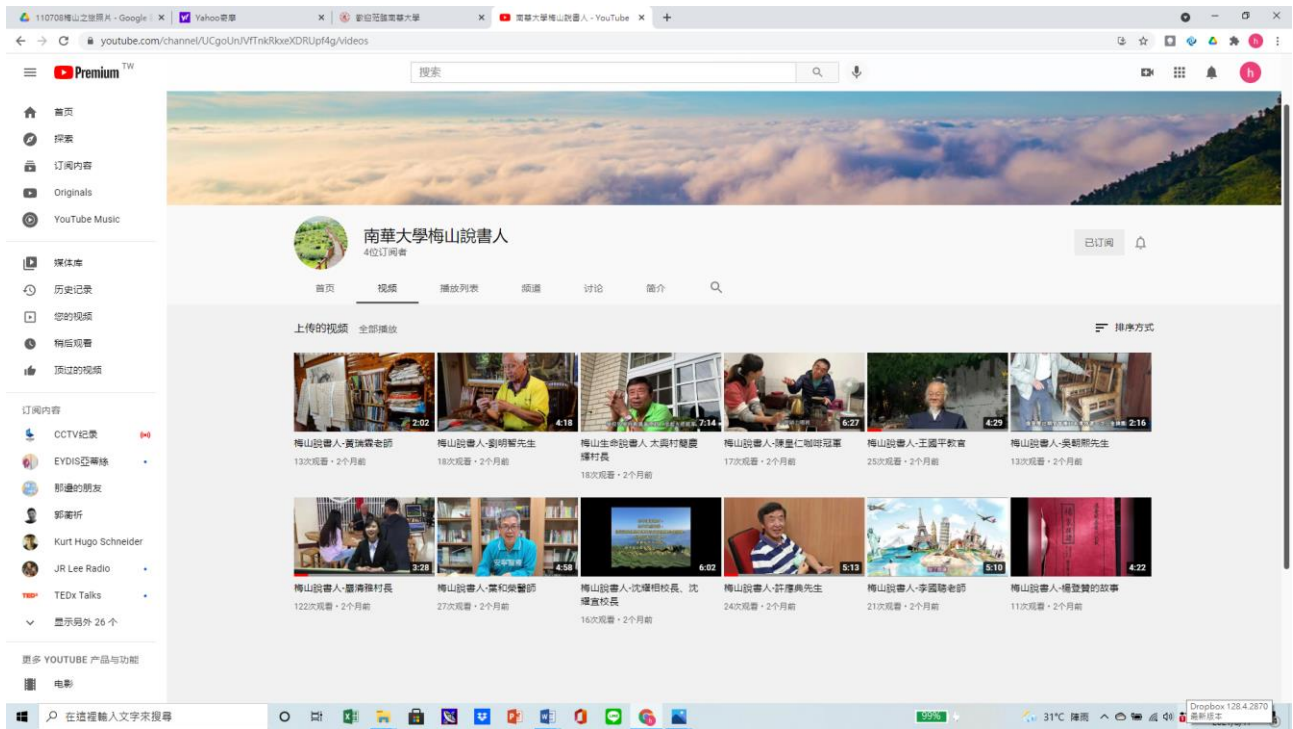 110708梅山之旅照片 - Google
Yahoo奇摩
南華大學梅山說書人 - YouTube
youtube.com/channel/UCgoUnJVfTnkRkxeXDRUpf4g/videos
Premium TW
搜索
h
首页
探索
订阅内容
Originals
YouTube Music
媒体库
历史记录
您的视频
稍后观看
顶过的视频
订阅内容
CCTV纪录
EYDIS亞蒂絲
那邊的朋友
Kurt Hugo Schneider
JR Lee Radio
TEDx Talks
显示另外 26 个
更多 YOUTUBE 产品与功能
电影
南華大學梅山說書人
4位订阅者
已订阅
首页 视频 播放列表 频道 讨论 简介
上传的视频 全部播放
排序方式
2:02 4:18 7:14 6:27 4:29 2:16
梅山說書人-黃瑞霖老師
13次观看・2个月前
梅山說書人-劉明智先生
18次观看・2个月前
梅山生命說書人 太興村簡慶
輝村長
18次观看・2个月前
梅山說書人-陳皇仁咖啡冠軍
17次观看・2个月前
梅山說書人-王國平教官
25次观看・2个月前
梅山說書人-吳朝熙先生
13次观看・2个月前
3:28 4:58 6:02 5:13 5:10 4:22
梅山說書人-嚴清雅村長
122次观看・2个月前
梅山說書人-葉和榮醫師
27次观看・2个月前
梅山說書人-沈耀相校長、沈
耀宜校長
16次观看・2个月前
梅山說書人-許應典先生
24次观看・2个月前
梅山說書人-李國聰老師
21次观看・2个月前
梅山說書人-楊登贊的故事
11次观看・2个月前
在這裡輸入文字來搜尋
99%
31°C 陣雨
Dropbox 128.4.2870
最新版本